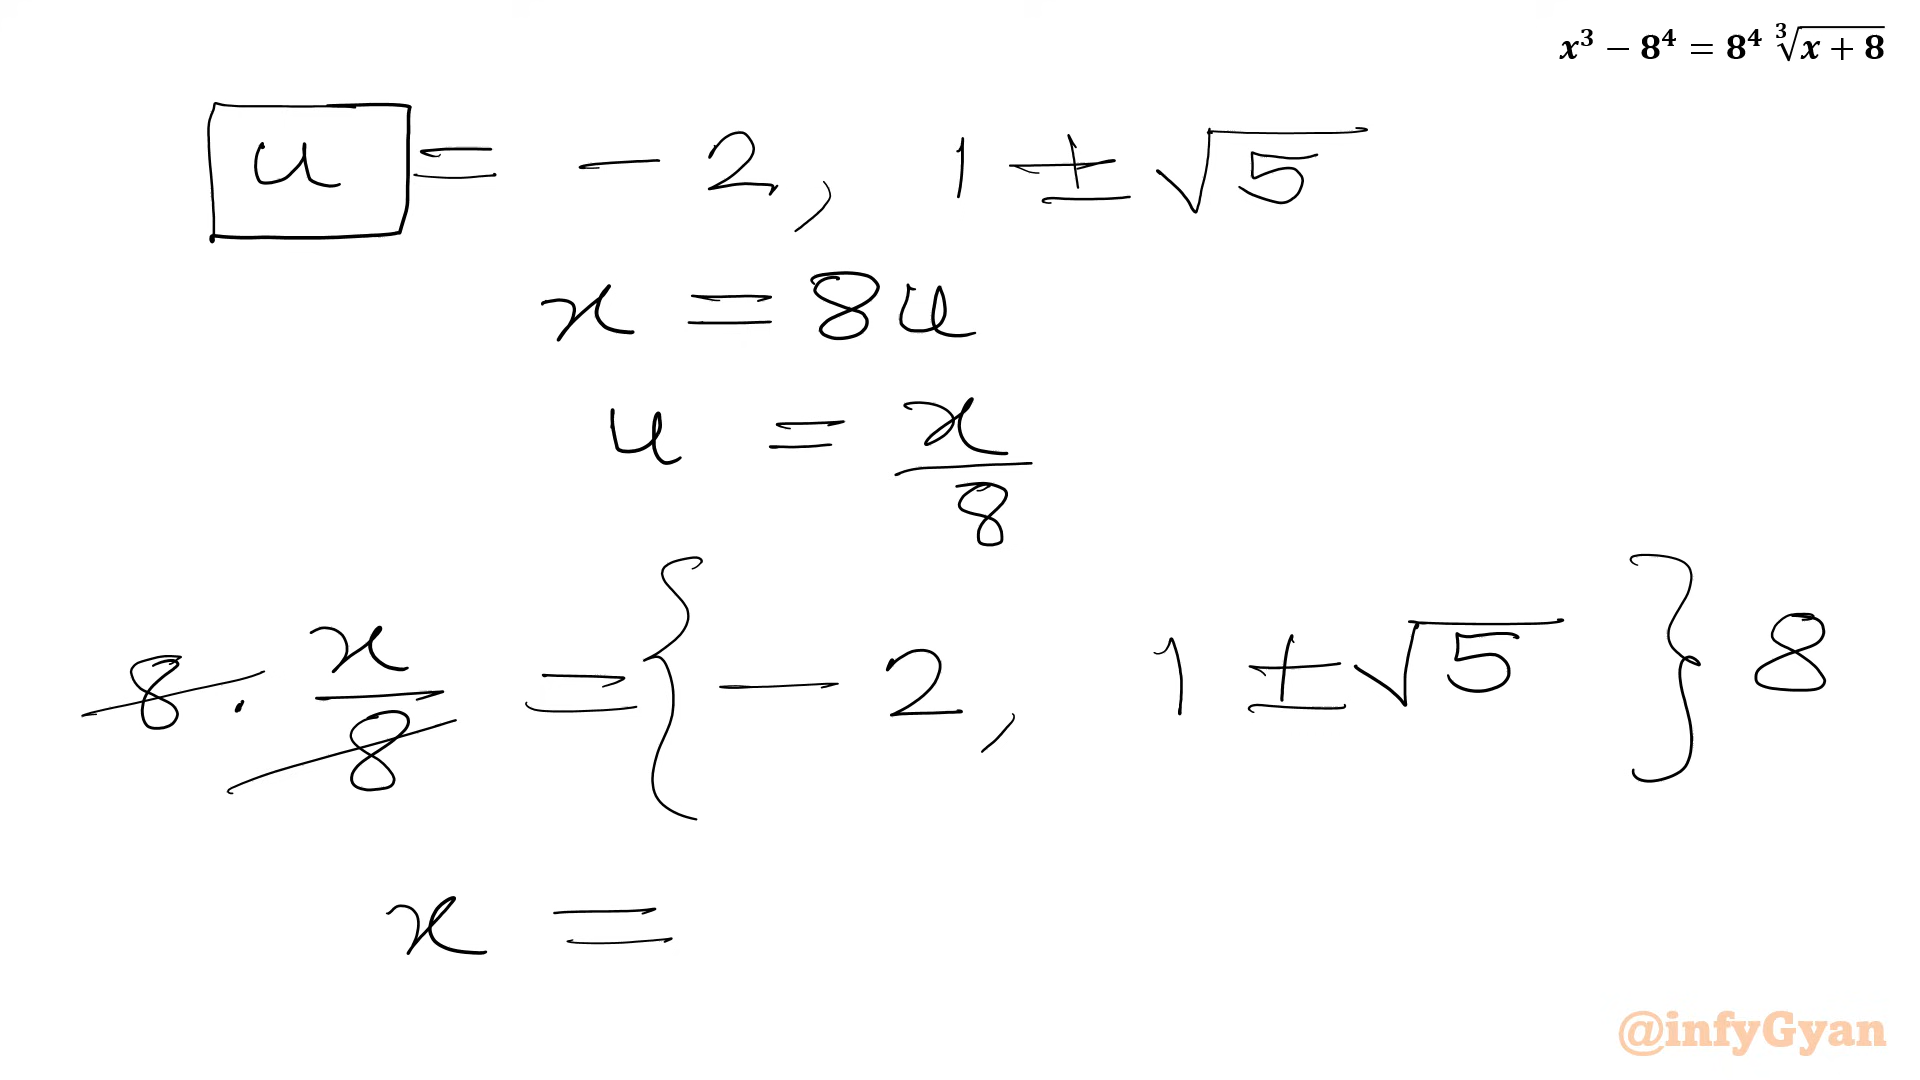 x³ − 8⁴ = 8⁴ ∛(x + 8)
u = − 2, 1 ± √5
x = 8u
u = x/8
8 · x/8 = { − 2, 1 ± √5 } 8
x =
@infyGyan